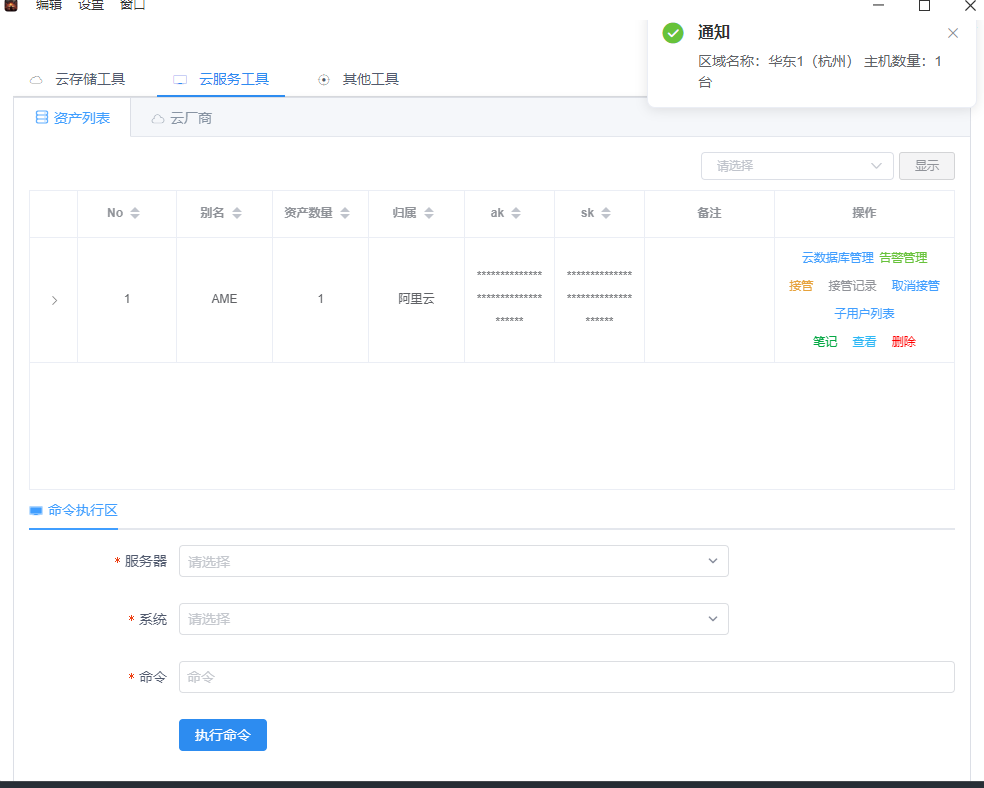 编辑 设置 窗口
通知
区域名称：华东1（杭州） 主机数量：1
台
云存储工具 云服务工具 其他工具
资产列表 云厂商
请选择 显示
No 别名 资产数量 归属 ak sk 备注 操作
云数据库管理 告警管理
************** **************
接管 接管记录 取消接管
1 AME 1 阿里云 ************** **************
子用户列表
****** ******
笔记 查看 删除
命令执行区
* 服务器 请选择
* 系统 请选择
* 命令 命令
执行命令